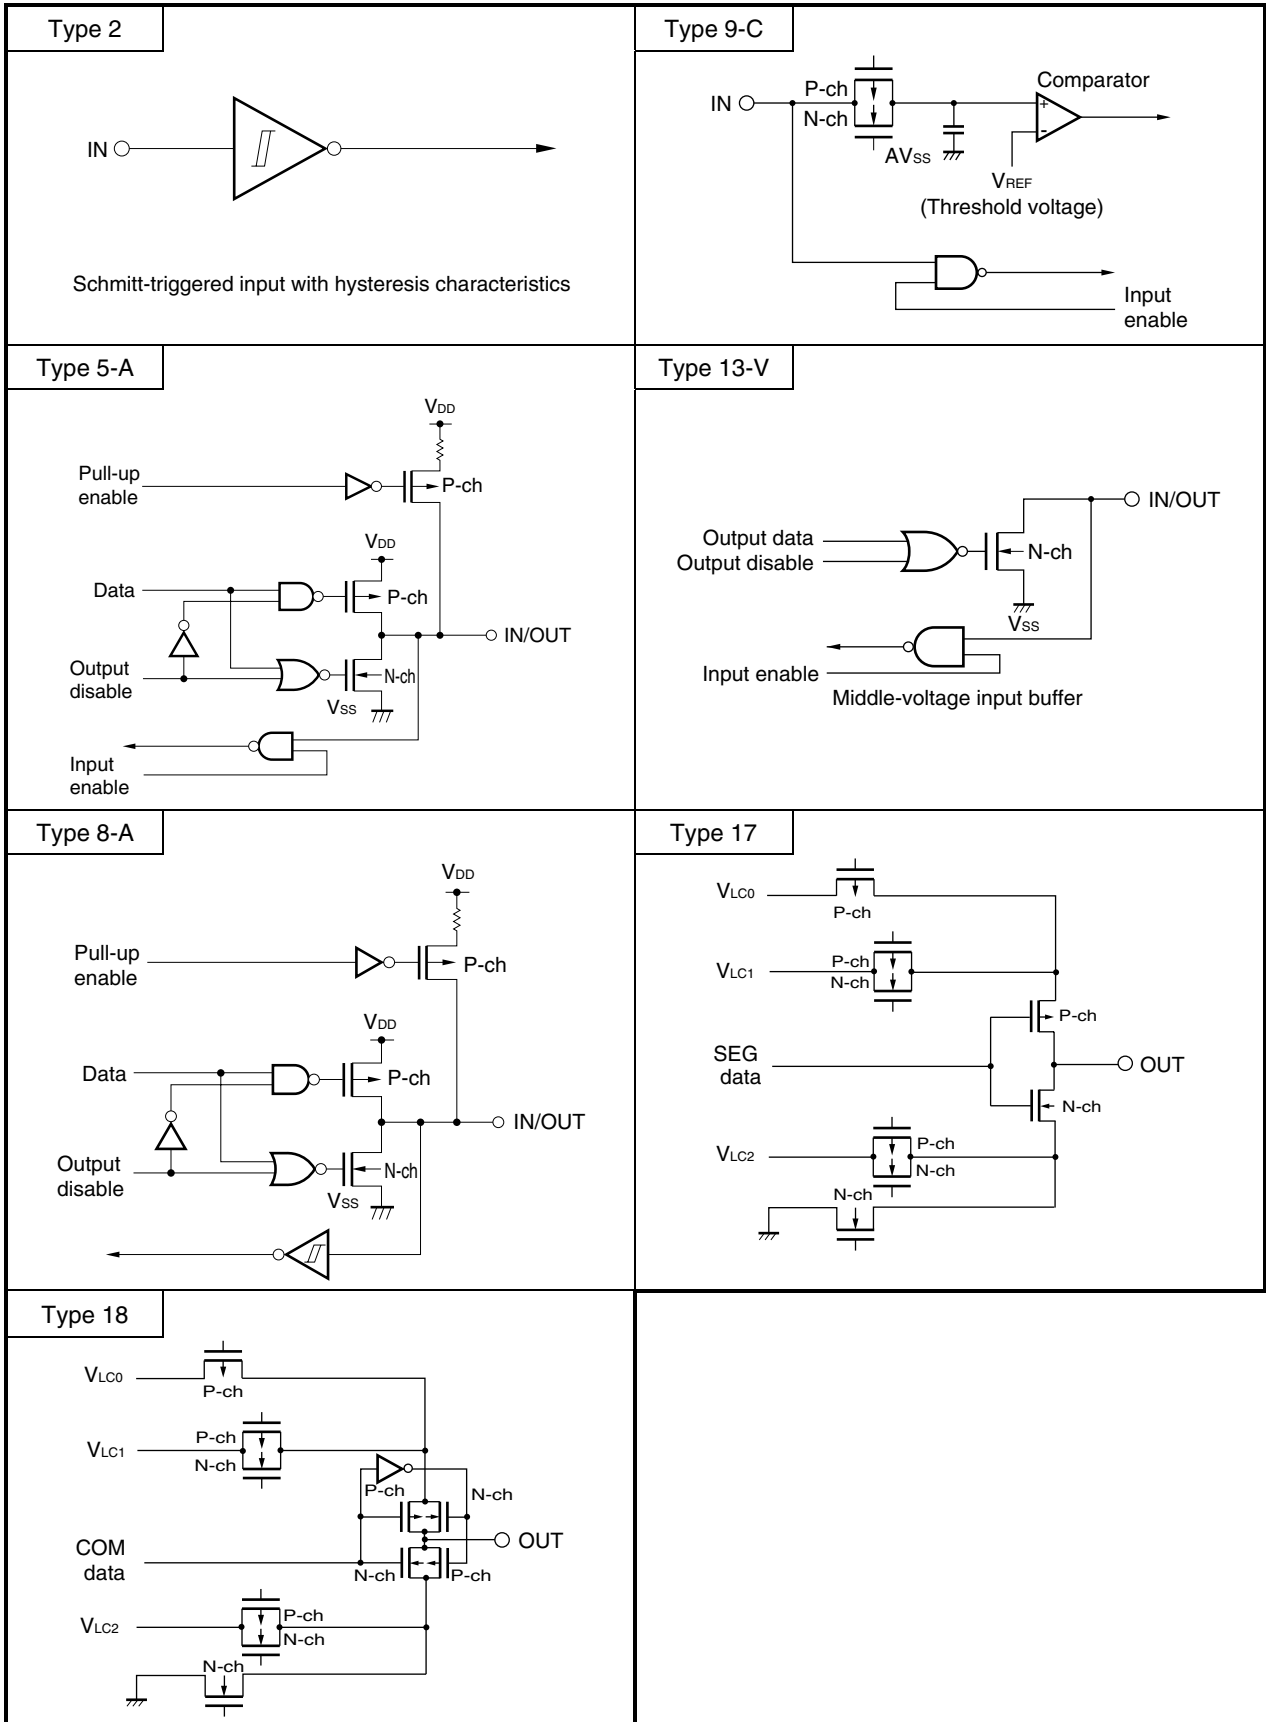 Type 2
IN
Schmitt-triggered input with hysteresis characteristics
Type 9-C
IN
P-ch
N-ch
Comparator
+
-
AVSS
VREF
(Threshold voltage)
Input
enable
Type 5-A
VDD
Pull-up
enable
P-ch
VDD
Data
P-ch
IN/OUT
Output
disable
N-ch
VSS
Input
enable
Type 13-V
IN/OUT
Output data
Output disable
N-ch
VSS
Input enable
Middle-voltage input buffer
Type 8-A
VDD
Pull-up
enable
P-ch
VDD
Data
P-ch
IN/OUT
Output
disable
N-ch
VSS
Type 17
VLC0
P-ch
VLC1
P-ch
N-ch
P-ch
SEG
data
OUT
N-ch
VLC2
P-ch
N-ch
N-ch
Type 18
VLC0
P-ch
VLC1
P-ch
N-ch
P-ch
N-ch
COM
data
OUT
N-ch
P-ch
VLC2
P-ch
N-ch
N-ch